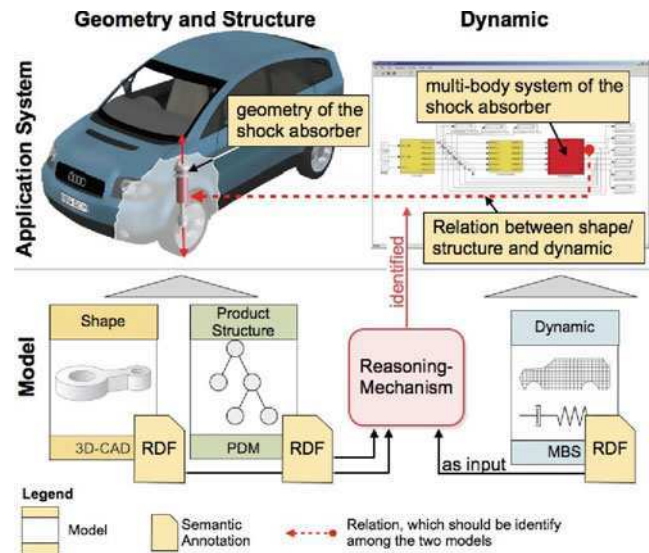 Geometry and Structure
Dynamic
Application System
geometry of the
shock absorber
multi-body system of the
shock absorber
Relation between shape/
structure and dynamic
identified
Model
Shape
3D-CAD
RDF
Product
Structure
PDM
RDF
Reasoning-
Mechanism
as input
Dynamic
MBS
RDF
Legend
Model
Semantic
Annotation
Relation, which should be identify
among the two models